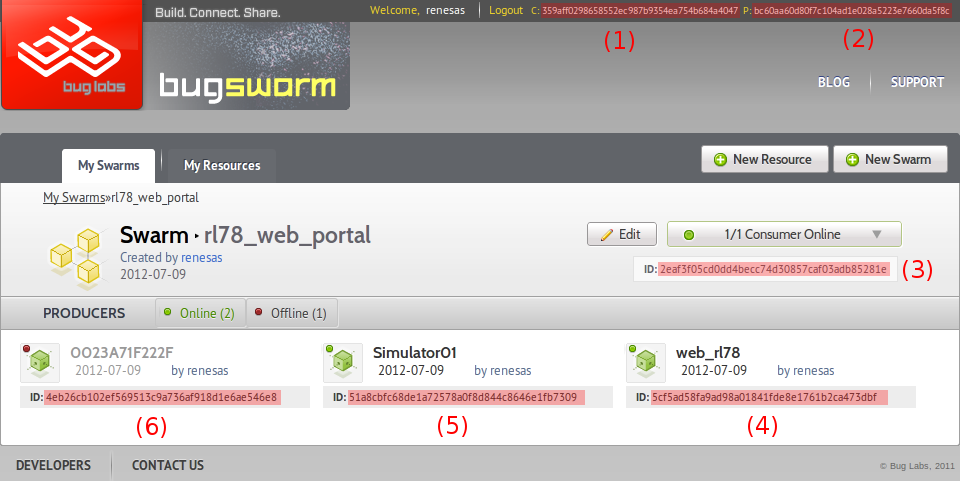 Build. Connect. Share.
Welcome, renesas Logout C: 359aff0298658552ec987b9354ea754b684a4047 P: bc60aa60d80f7c104ad1e028a5223e7660da5f8c
(1) (2)
bug labs
bugsworm
BLOG SUPPORT
My Swarms My Resources New Resource New Swarm
My Swarms»rl78_web_portal
Swarm rl78_web_portal Edit 1/1 Consumer Online
Created by renesas
2012-07-09
ID: 2eaf3f05cd0dd4becc74d30857caf03adb85281e (3)
PRODUCERS Online (2) Offline (1)
0023A71F222F Simulator01 web_rl78
2012-07-09 by renesas 2012-07-09 by renesas 2012-07-09 by renesas
ID: 4eb26cb102ef569513c9a736af918d1e6ae546e8 ID: 51a8cbfc68de1a72578a0f8d844c8646e1fb7309 ID: 5cf5ad58fa9ad98a01841fde8e1761b2ca473dbf
(6) (5) (4)
DEVELOPERS CONTACT US © Bug Labs, 2011